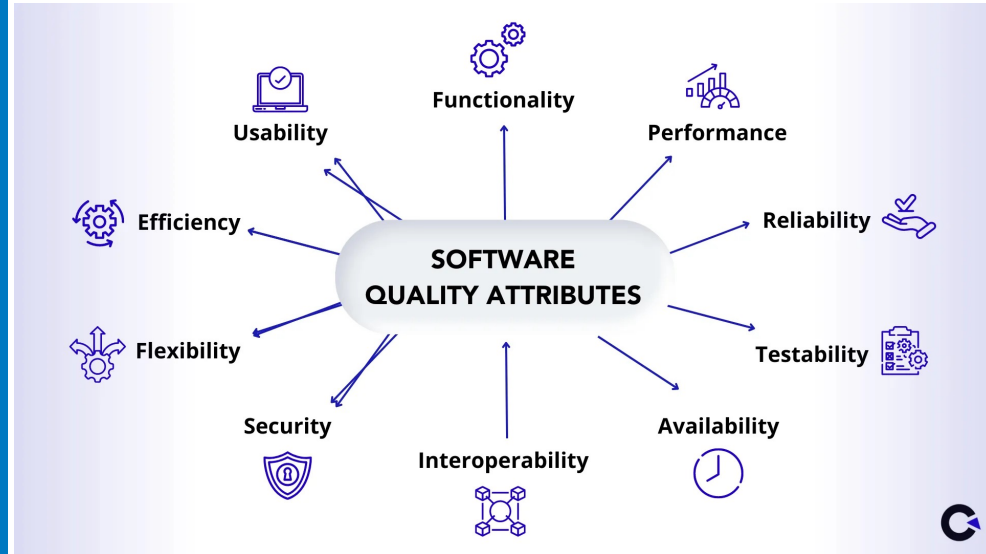 Functionality
Usability
Performance
Efficiency
Reliability
SOFTWARE
QUALITY ATTRIBUTES
Flexibility
Testability
Security
Availability
Interoperability